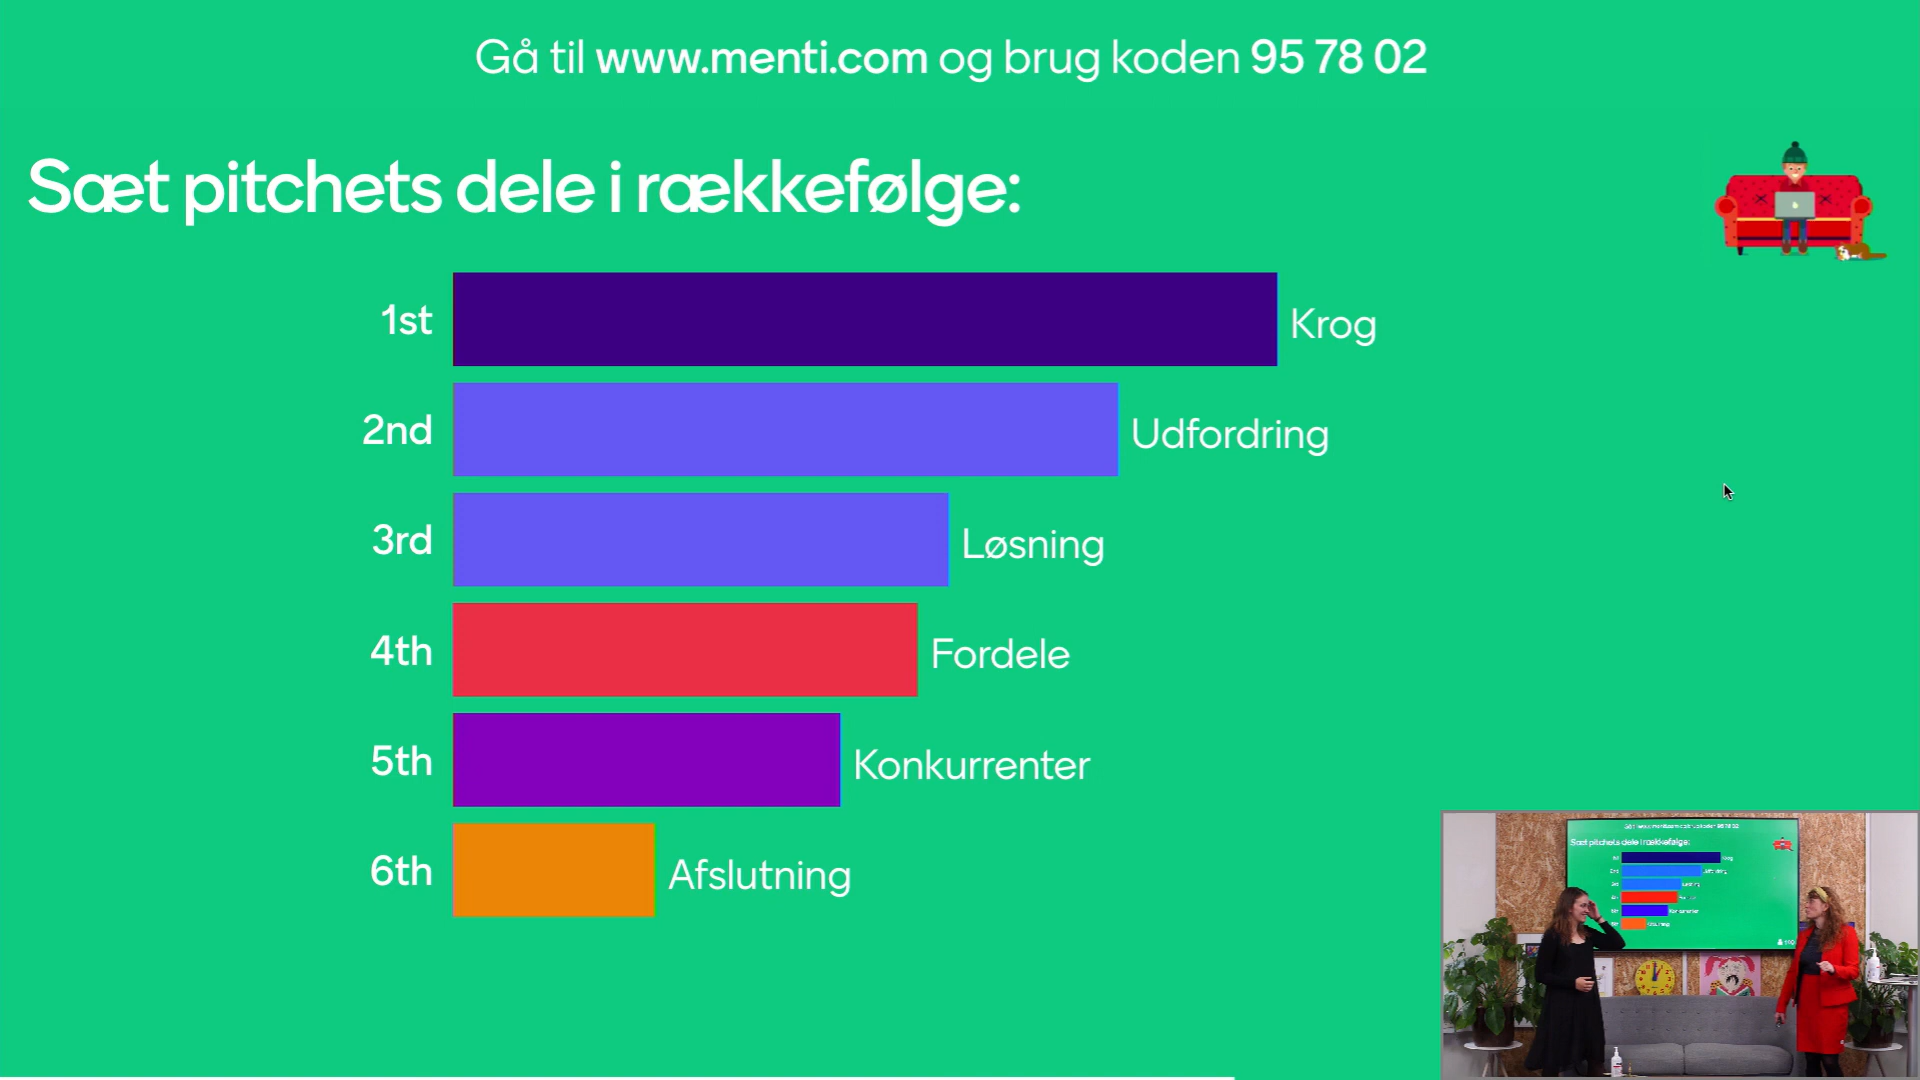 Gå til www.menti.com og brug koden 95 78 02
Sæt pitchets dele i rækkefølge:
1st Krog
2nd Udfordring
3rd Løsning
4th Fordele
5th Konkurrenter
6th Afslutning